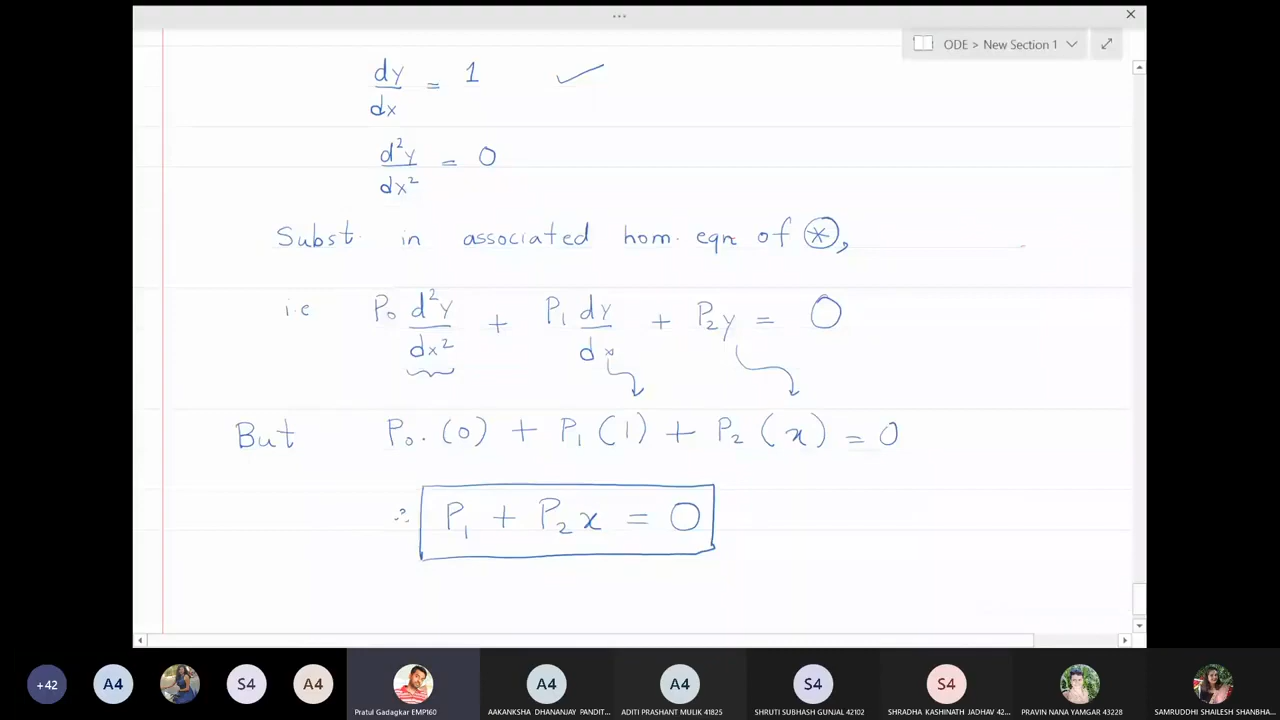 ODE > New Section 1
dy/dx = 1 ✓
d²y/dx² = 0
Subst. in associated hom. eqn of ⊛,
i.e P₀ d²y/dx² + P₁ dy/dx + P₂y = 0
But P₀.(0) + P₁(1) + P₂(x) = 0
∴ P₁ + P₂x = 0
+42
A4
S4
A4
Pratul Gadagkar EMP160
A4
AAKANKSHA DHANANJAY PANDIT...
A4
ADITI PRASHANT MULIK 41825
S4
SHRUTI SUBHASH GUNJAL 42102
S4
SHRADHA KASHINATH JADHAV 42...
PRAVIN NANA YAMGAR 43228
SAMRUDDHI SHAILESH SHANBHA...